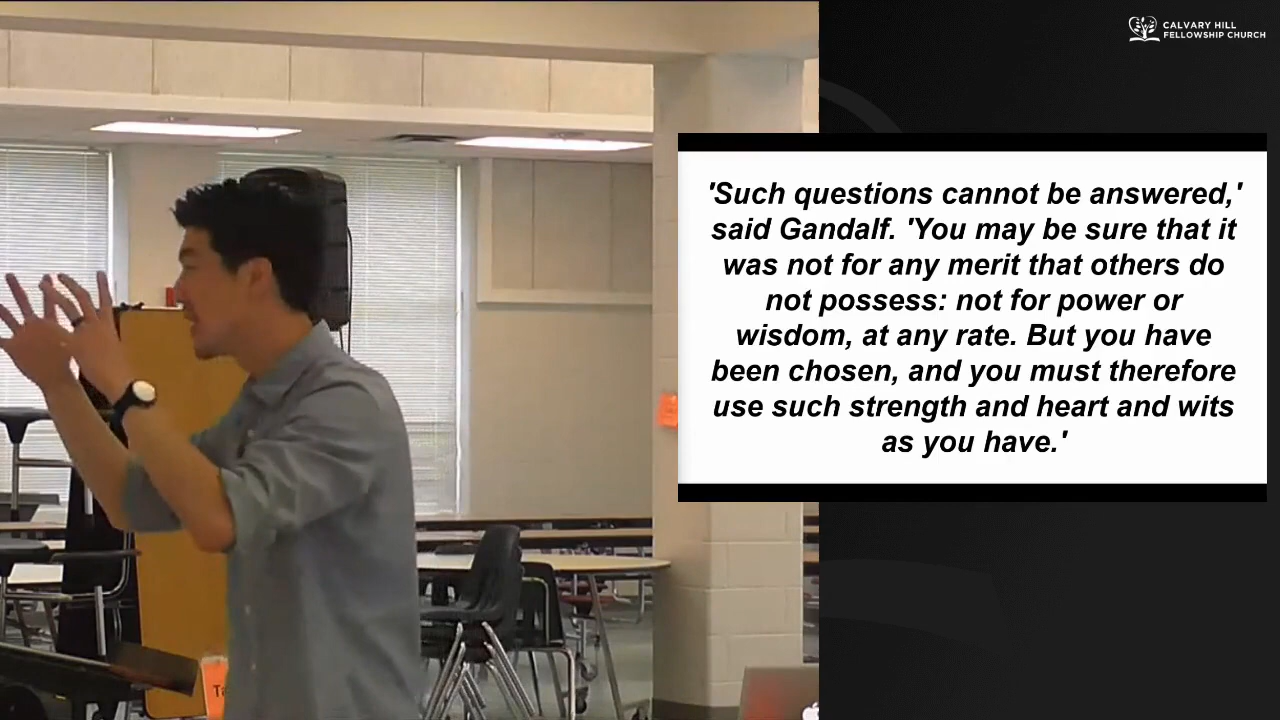 CALVARY HILL
FELLOWSHIP CHURCH
'Such questions cannot be answered,'
said Gandalf. 'You may be sure that it
was not for any merit that others do
not possess: not for power or
wisdom, at any rate. But you have
been chosen, and you must therefore
use such strength and heart and wits
as you have.'